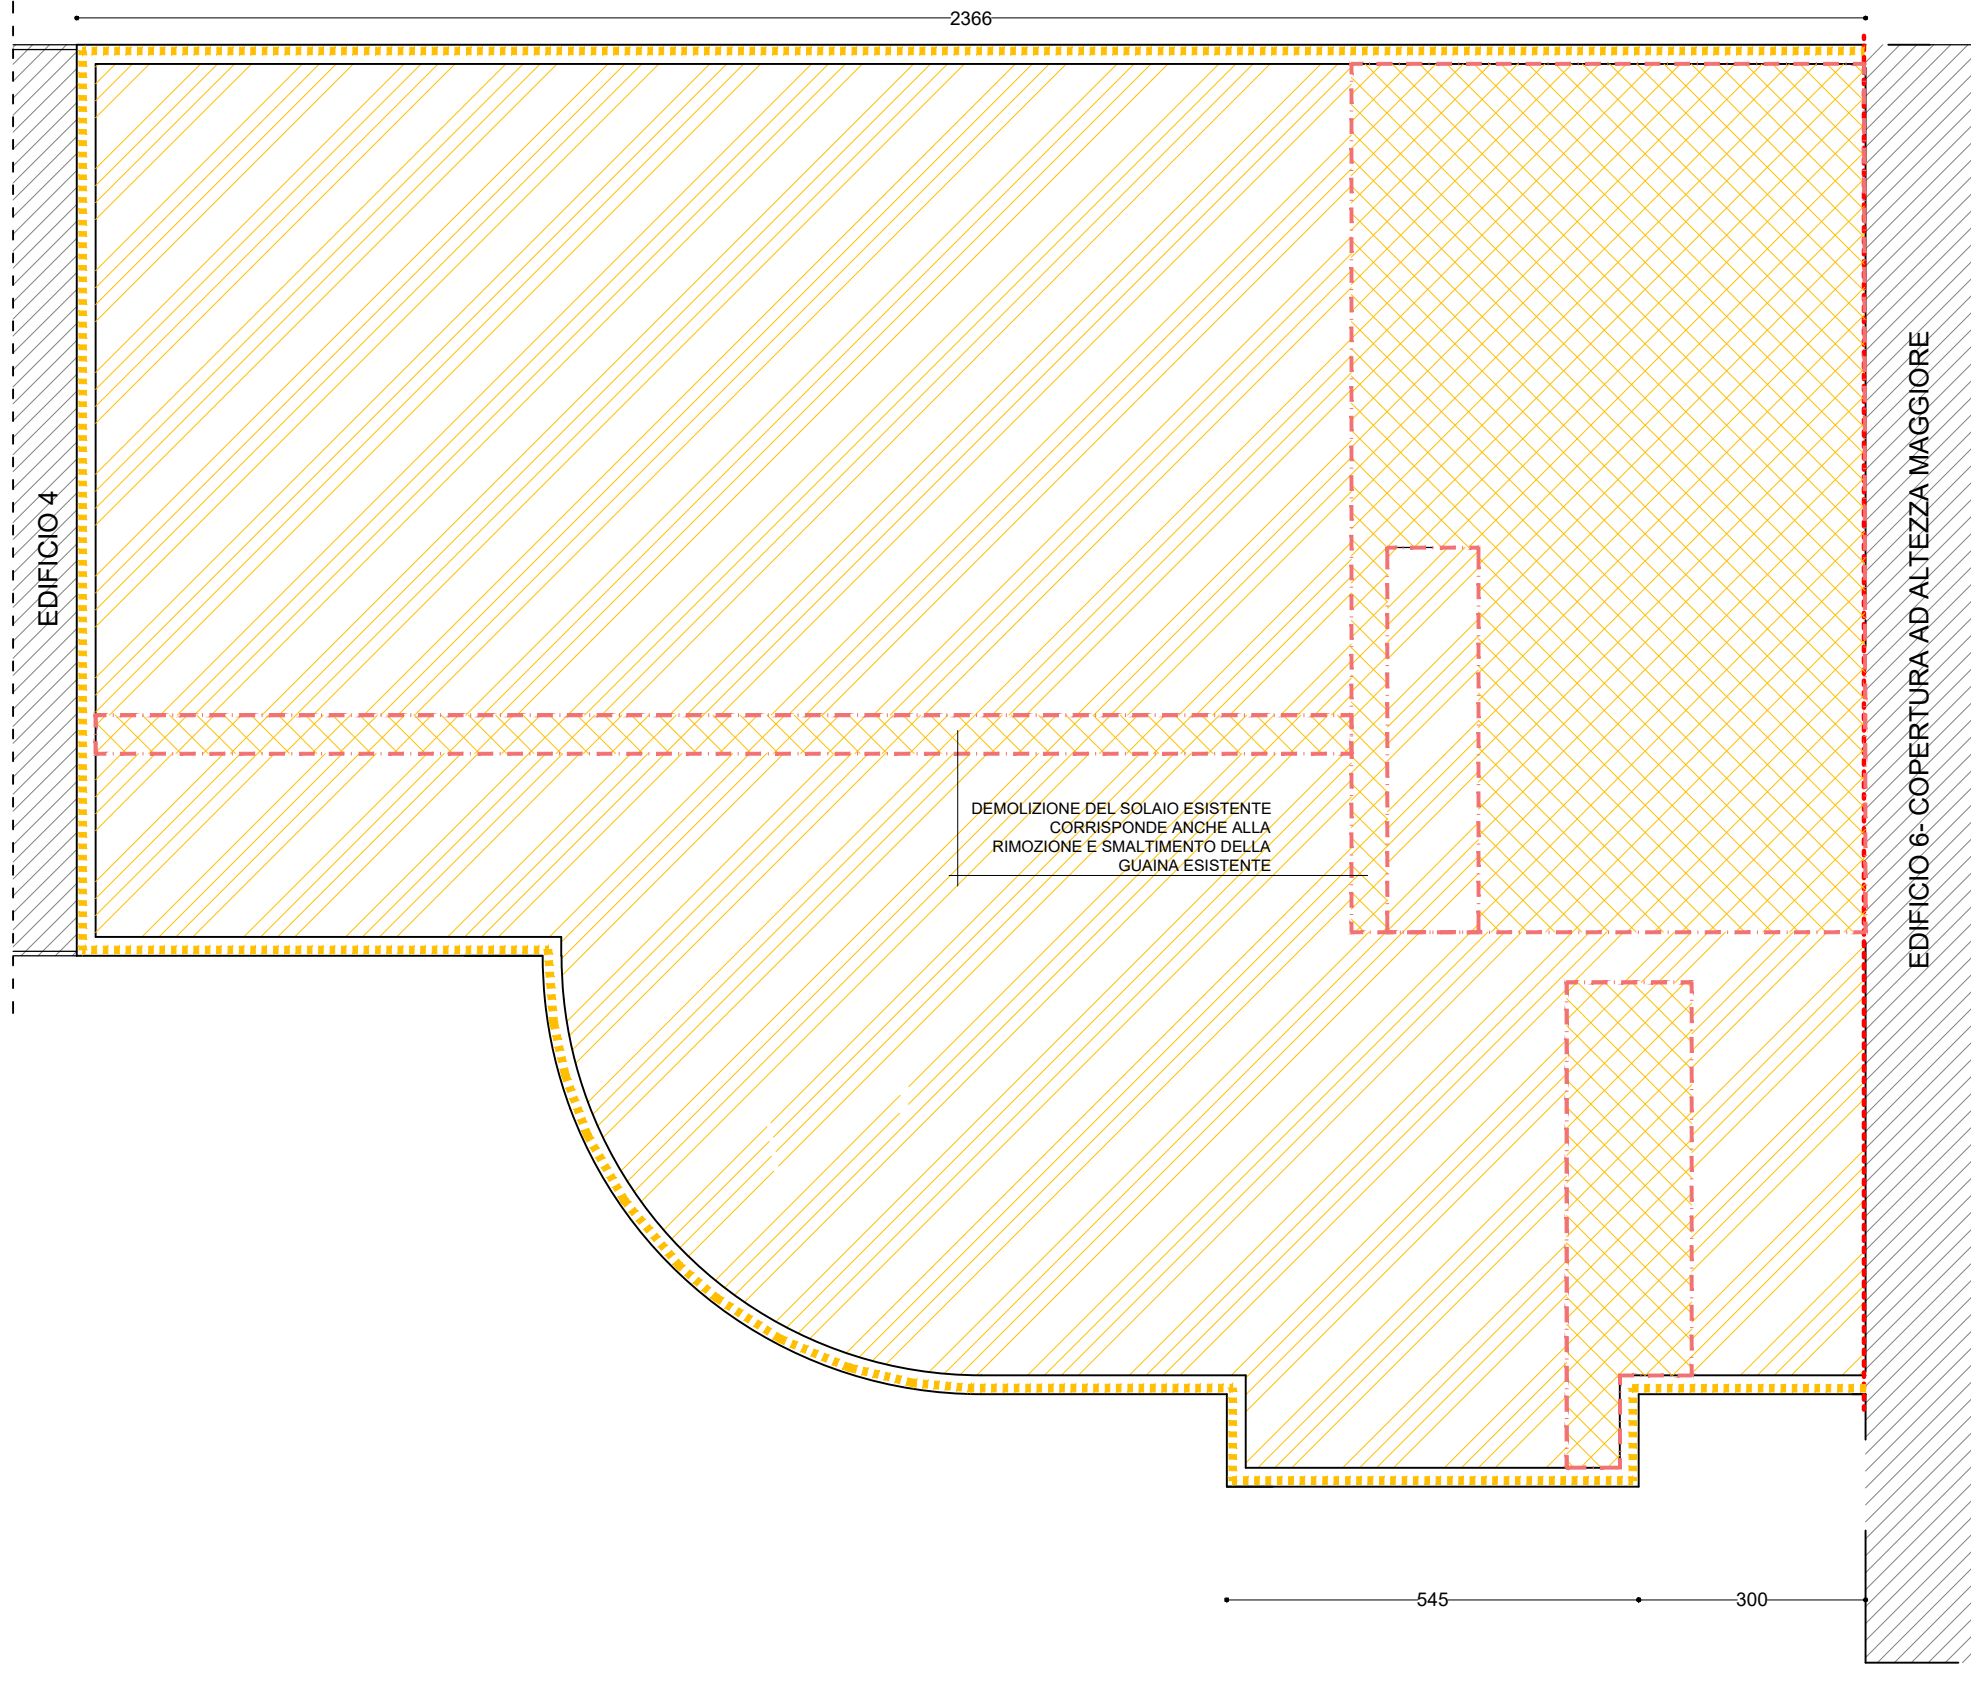 2366
EDIFICIO 4
EDIFICIO 6- COPERTURA AD ALTEZZA MAGGIORE
DEMOLIZIONE DEL SOLAIO ESISTENTE
CORRISPONDE ANCHE ALLA
RIMOZIONE E SMALTIMENTO DELLA
GUAINA ESISTENTE
545
300